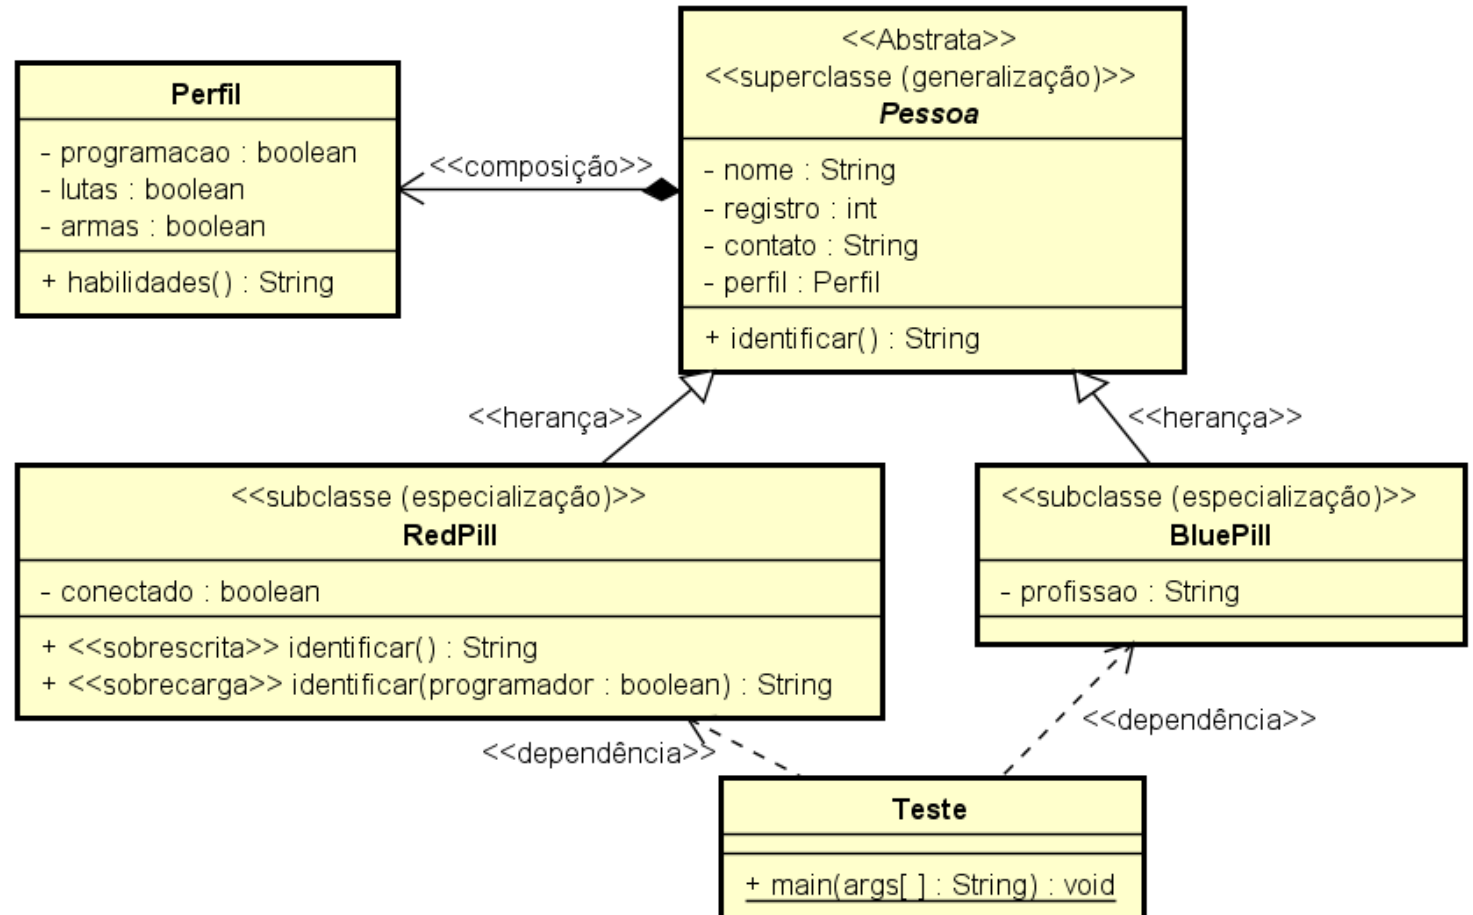 Perfil
- programacao : boolean
- lutas : boolean
- armas : boolean
+ habilidades() : String
<<composição>>
<<Abstrata>>
<<superclasse (generalização)>>
Pessoa
- nome : String
- registro : int
- contato : String
- perfil : Perfil
+ identificar() : String
<<herança>>
<<herança>>
<<subclasse (especialização)>>
RedPill
- conectado : boolean
+ <<sobrescrita>> identificar() : String
+ <<sobrecarga>> identificar(programador : boolean) : String
<<subclasse (especialização)>>
BluePill
- profissao : String
<<dependência>>
<<dependência>>
Teste
+ main(args[ ] : String) : void